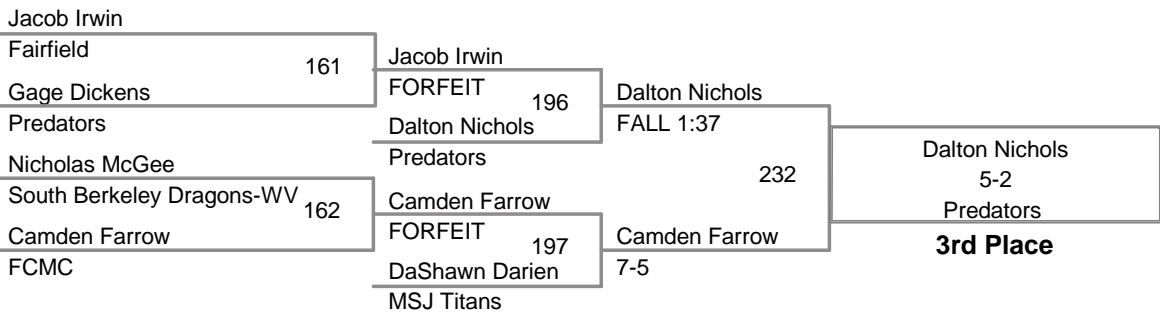 Jacob Irwin
Fairfield
161
Gage Dickens
Predators
Nicholas McGee
South Berkeley Dragons-WV
162
Camden Farrow
FCMC
Jacob Irwin
FORFEIT
196
Dalton Nichols
Predators
Camden Farrow
FORFEIT
197
DaShawn Darien
MSJ Titans
Dalton Nichols
FALL 1:37
232
Camden Farrow
7-5
Dalton Nichols
5-2
Predators
3rd Place